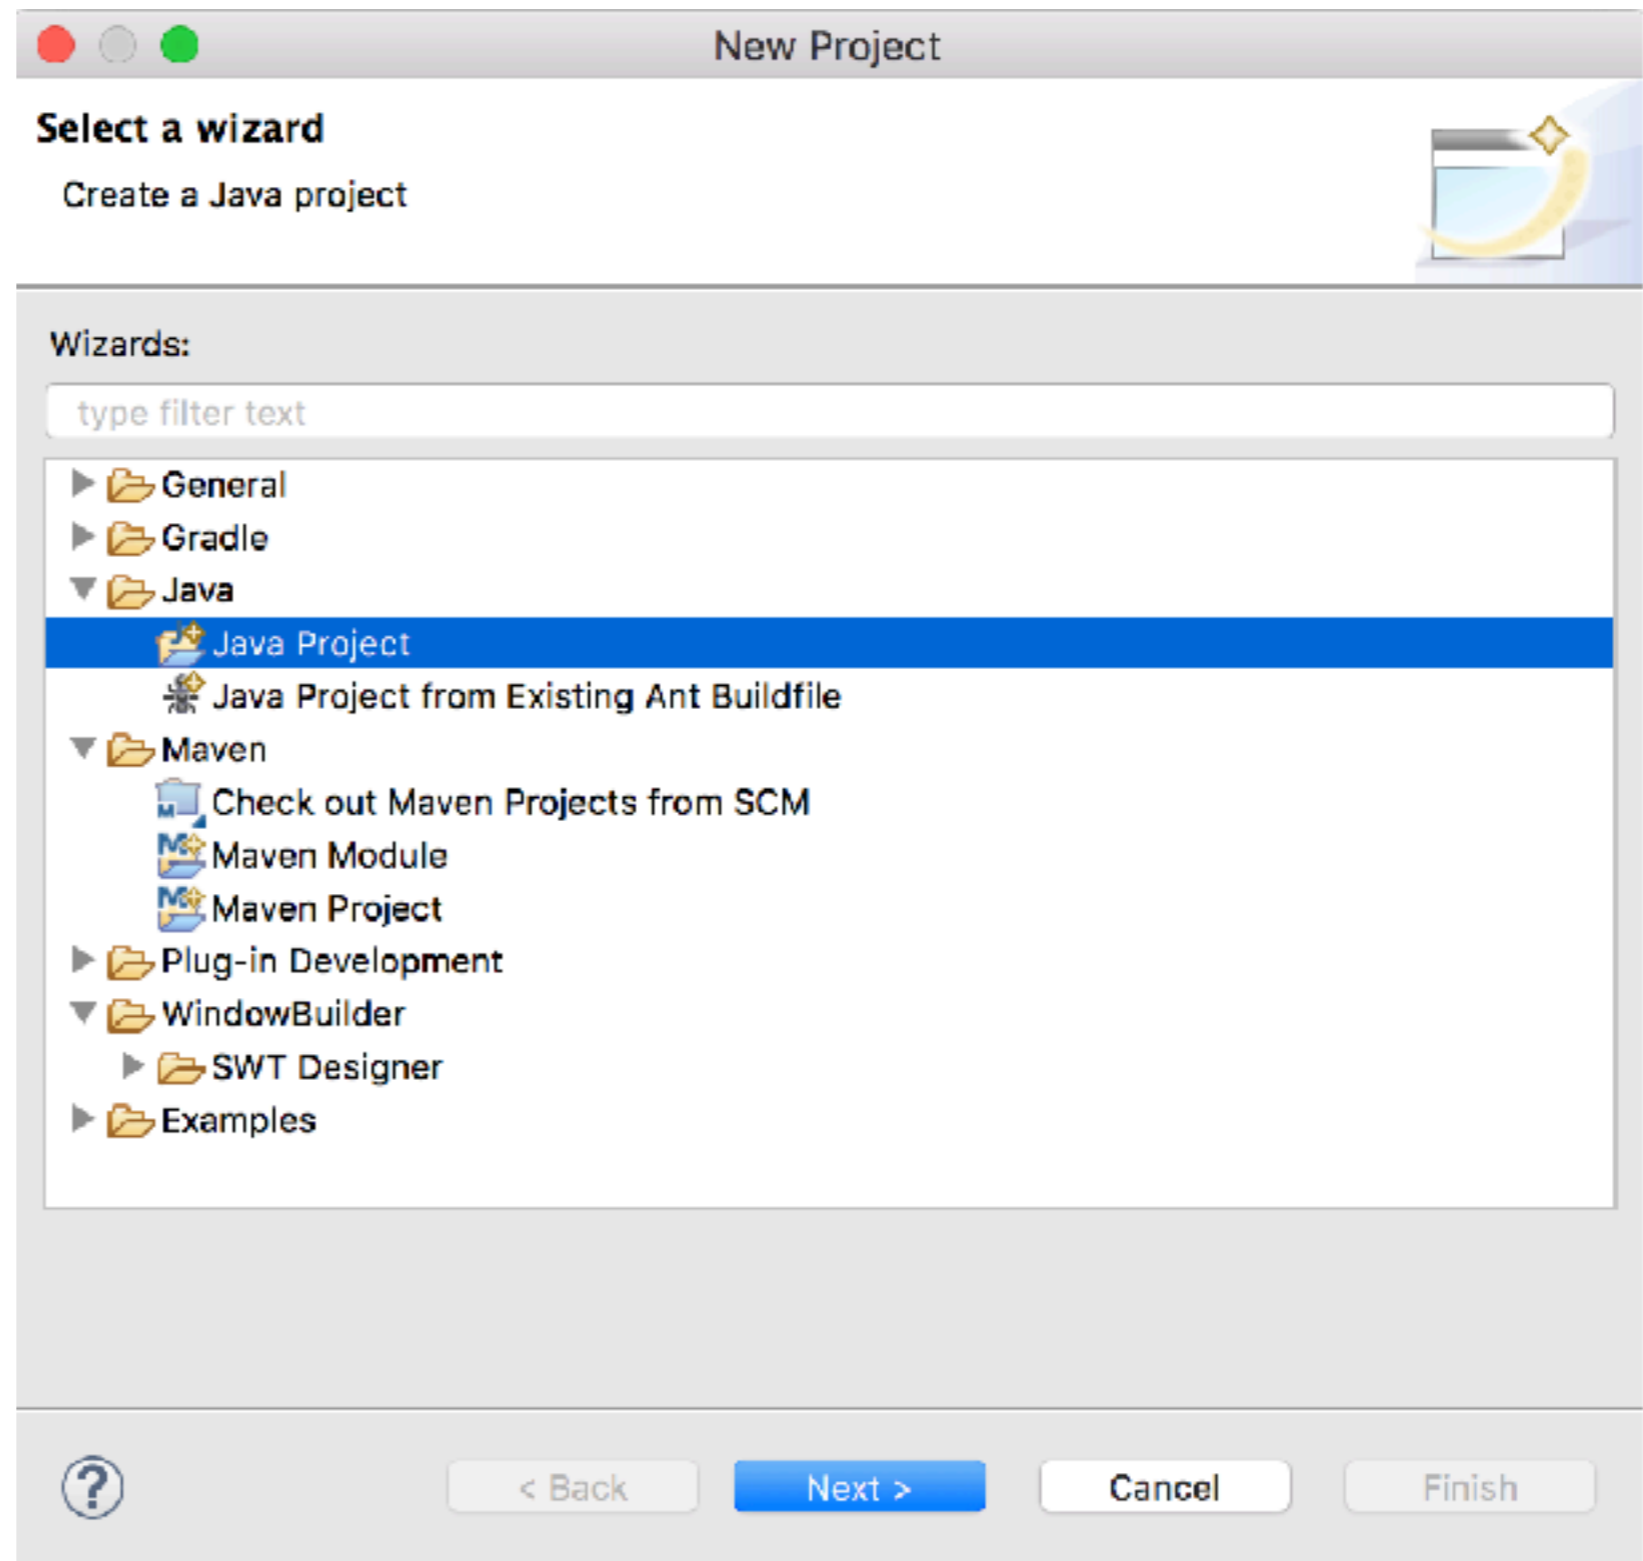 New Project
Select a wizard
Create a Java project
Wizards:
type filter text
General
Gradle
Java
Java Project
Java Project from Existing Ant Buildfile
Maven
Check out Maven Projects from SCM
Maven Module
Maven Project
Plug-in Development
WindowBuilder
SWT Designer
Examples
? < Back Next > Cancel Finish